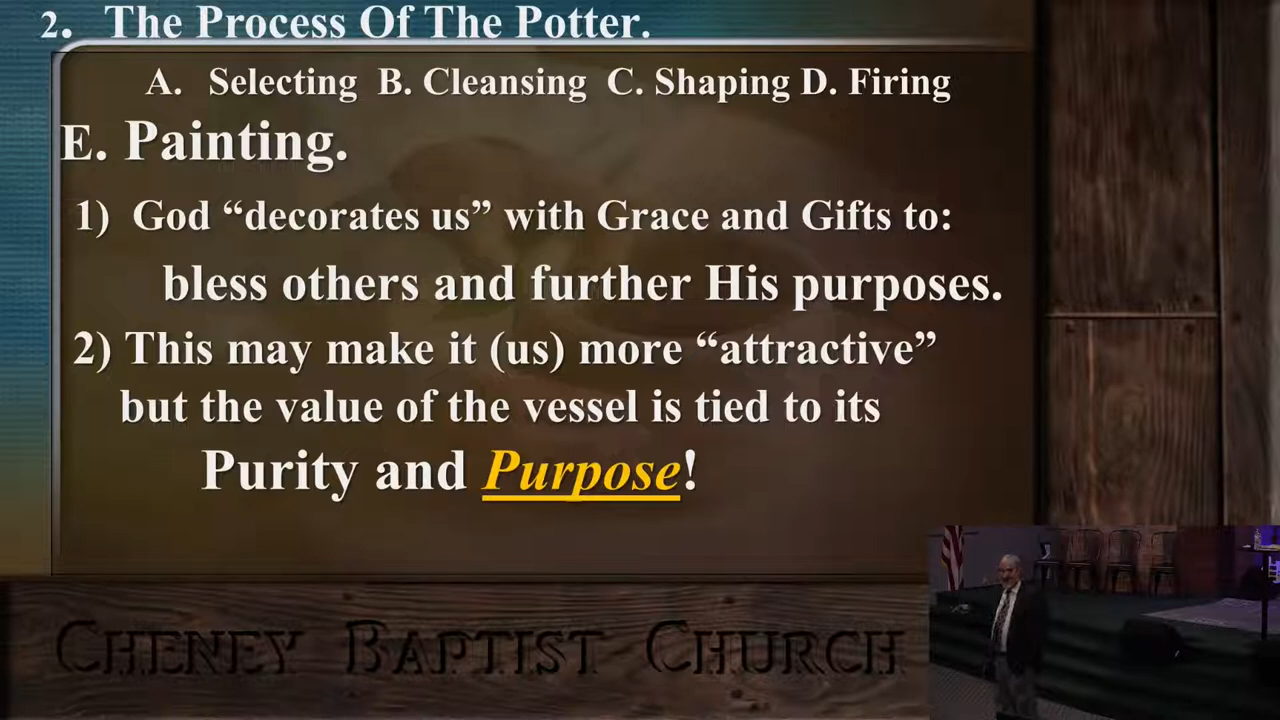 2. The Process Of The Potter.
A. Selecting B. Cleansing C. Shaping D. Firing
E. Painting.
1) God “decorates us” with Grace and Gifts to:
bless others and further His purposes.
2) This may make it (us) more “attractive”
but the value of the vessel is tied to its
Purity and Purpose!
Cheney Baptist Church